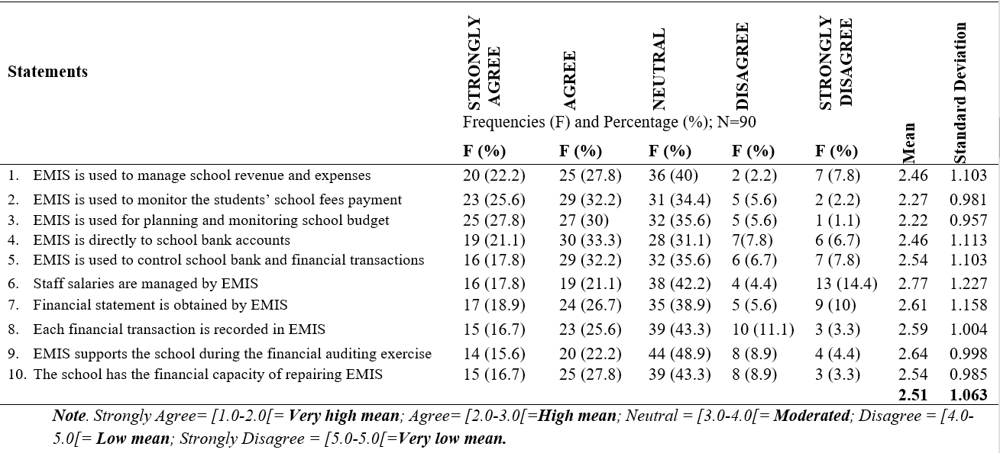 Statements STRONGLY AGREE AGREE NEUTRAL DISAGREE STRONGLY DISAGREE Mean Standard Deviation
Frequencies (F) and Percentage (%); N=90
F (%) F (%) F (%) F (%) F (%)
1. EMIS is used to manage school revenue and expenses 20 (22.2) 25 (27.8) 36 (40) 2 (2.2) 7 (7.8) 2.46 1.103
2. EMIS is used to monitor the students’ school fees payment 23 (25.6) 29 (32.2) 31 (34.4) 5 (5.6) 2 (2.2) 2.27 0.981
3. EMIS is used for planning and monitoring school budget 25 (27.8) 27 (30) 32 (35.6) 5 (5.6) 1 (1.1) 2.22 0.957
4. EMIS is directly to school bank accounts 19 (21.1) 30 (33.3) 28 (31.1) 7(7.8) 6 (6.7) 2.46 1.113
5. EMIS is used to control school bank and financial transactions 16 (17.8) 29 (32.2) 32 (35.6) 6 (6.7) 7 (7.8) 2.54 1.103
6. Staff salaries are managed by EMIS 16 (17.8) 19 (21.1) 38 (42.2) 4 (4.4) 13 (14.4) 2.77 1.227
7. Financial statement is obtained by EMIS 17 (18.9) 24 (26.7) 35 (38.9) 5 (5.6) 9 (10) 2.61 1.158
8. Each financial transaction is recorded in EMIS 15 (16.7) 23 (25.6) 39 (43.3) 10 (11.1) 3 (3.3) 2.59 1.004
9. EMIS supports the school during the financial auditing exercise 14 (15.6) 20 (22.2) 44 (48.9) 8 (8.9) 4 (4.4) 2.64 0.998
10. The school has the financial capacity of repairing EMIS 15 (16.7) 25 (27.8) 39 (43.3) 8 (8.9) 3 (3.3) 2.54 0.985
2.51 1.063
Note. Strongly Agree= [1.0-2.0[= Very high mean; Agree= [2.0-3.0[=High mean; Neutral = [3.0-4.0[= Moderated; Disagree = [4.0-
5.0[= Low mean; Strongly Disagree = [5.0-5.0[=Very low mean.